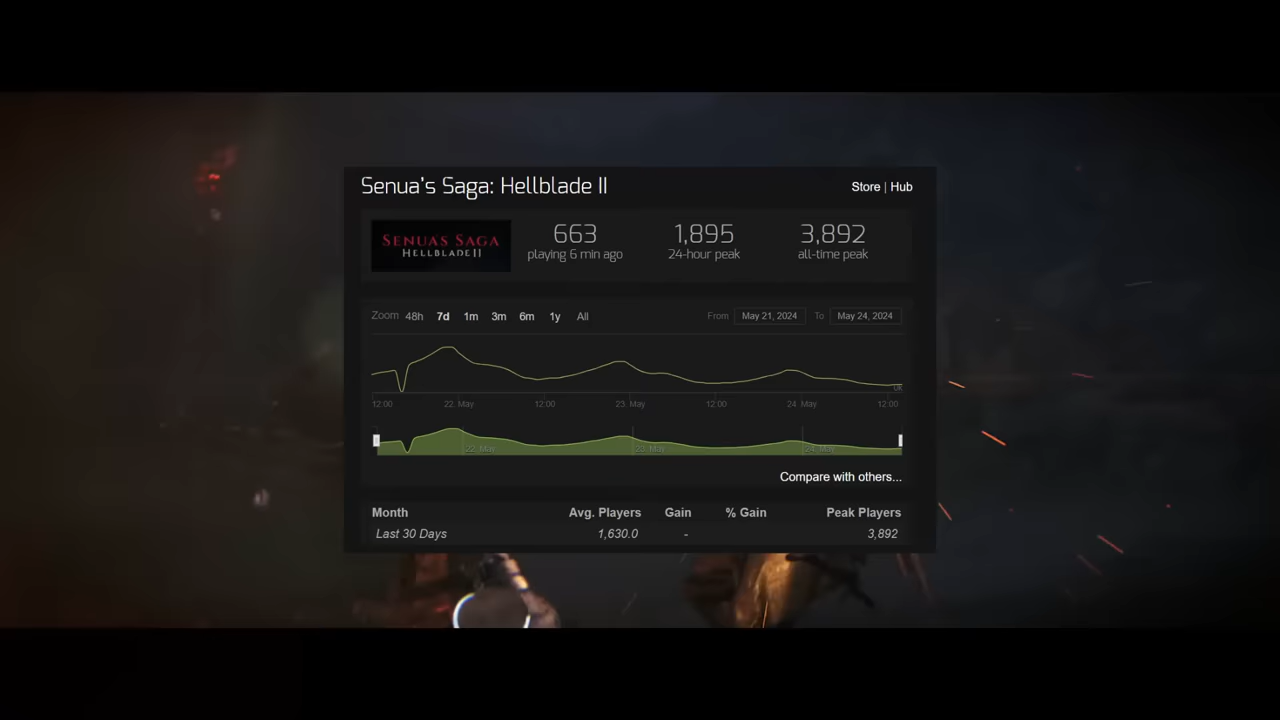 Senua's Saga: Hellblade II
Store | Hub
SENUA'S SAGA
HELLBLADE II
663
playing 6 min ago
1,895
24-hour peak
3,892
all-time peak
Zoom 48h 7d 1m 3m 6m 1y All
From May 21, 2024 To May 24, 2024
0k
12:00 22. May 12:00 23. May 12:00 24. May 12:00
22. May 23. May 24. May
Compare with others...
Month Avg. Players Gain % Gain Peak Players
Last 30 Days 1,630.0 - 3,892